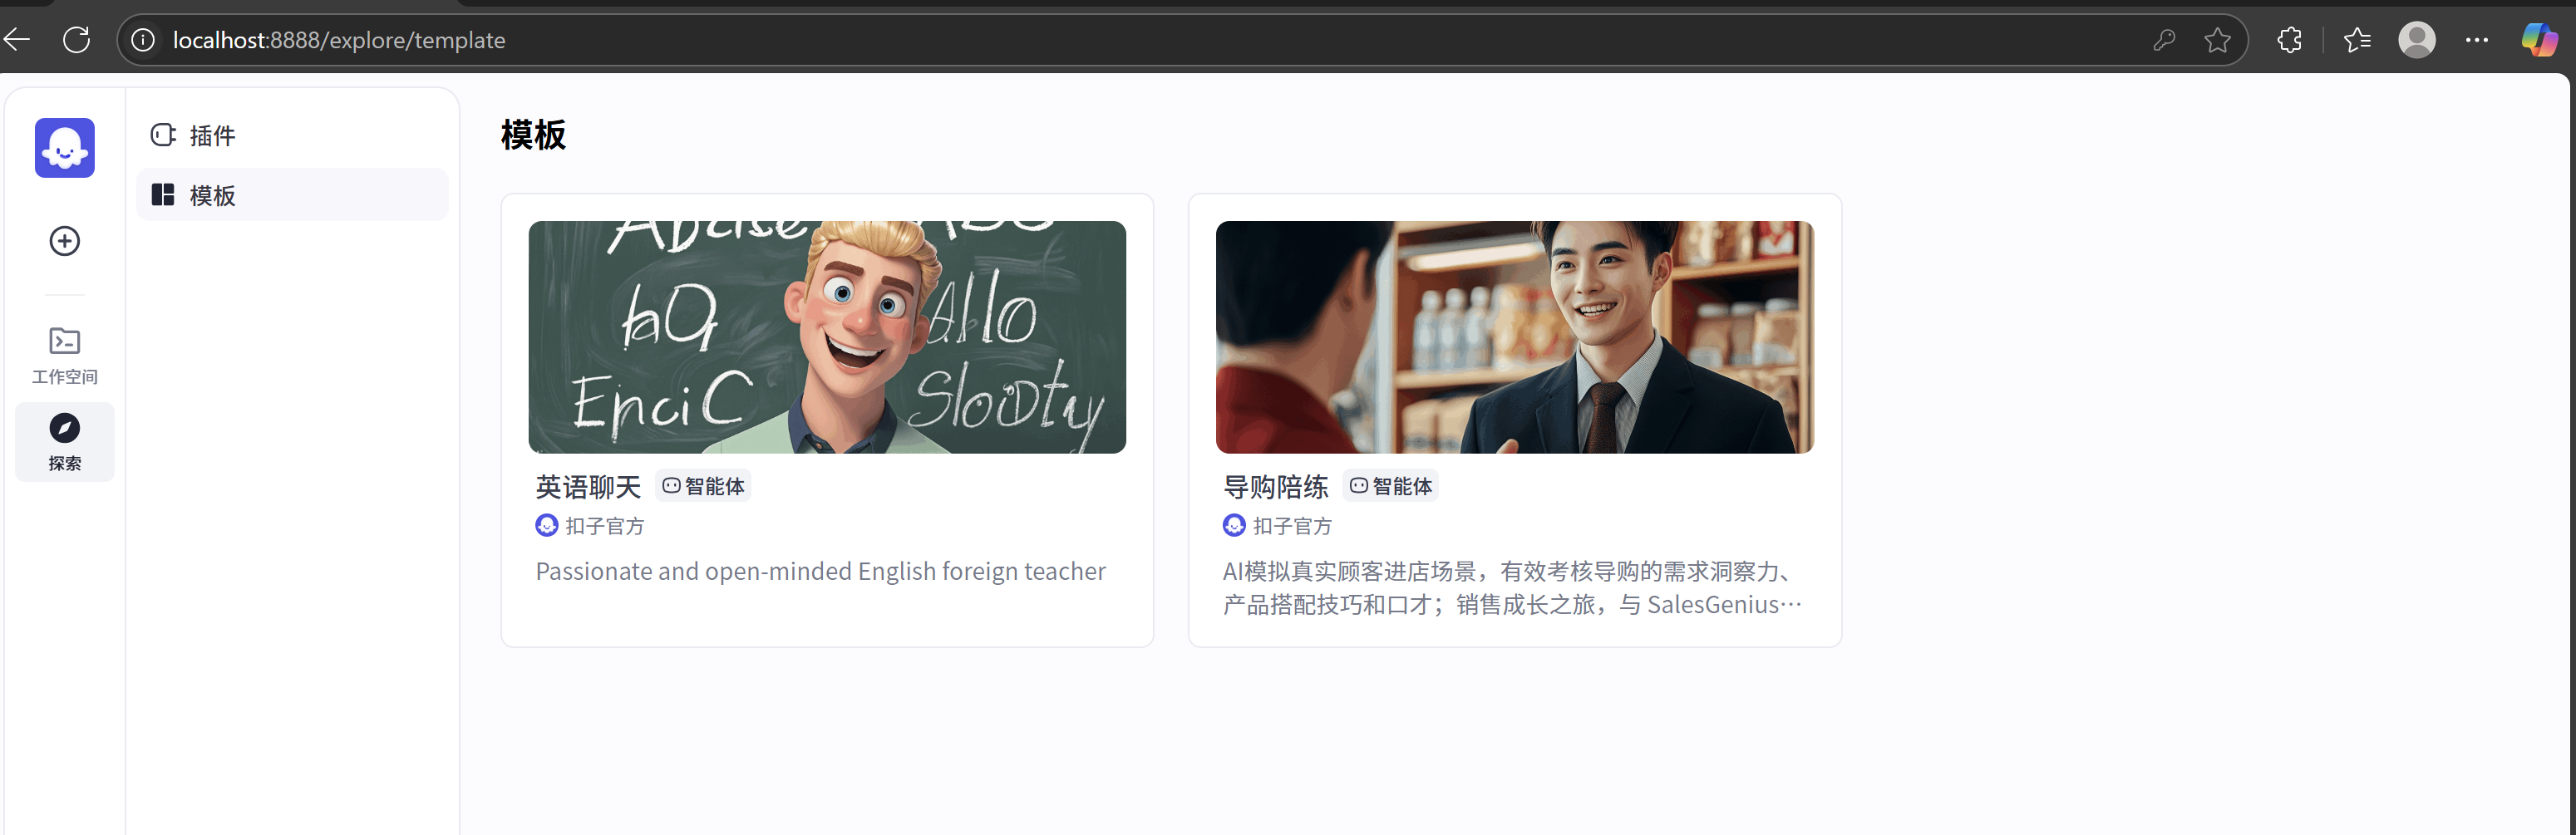 localhost:8888/explore/template
插件
模板
工作空间
探索
模板
英语聊天 智能体
扣子官方
Passionate and open-minded English foreign teacher
导购陪练 智能体
扣子官方
AI模拟真实顾客进店场景，有效考核导购的需求洞察力、
产品搭配技巧和口才；销售成长之旅，与 SalesGenius…